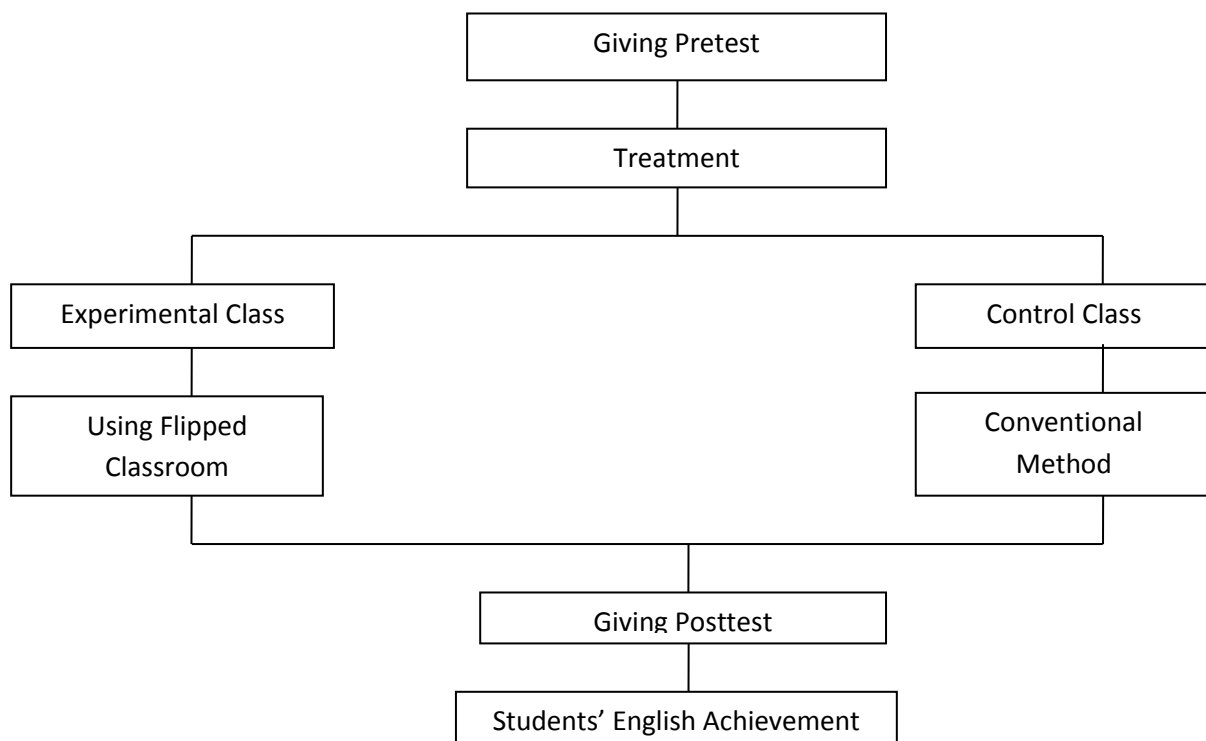 Giving Pretest
Treatment
Experimental Class
Control Class
Using Flipped
Classroom
Conventional
Method
Giving Posttest
Students’ English Achievement